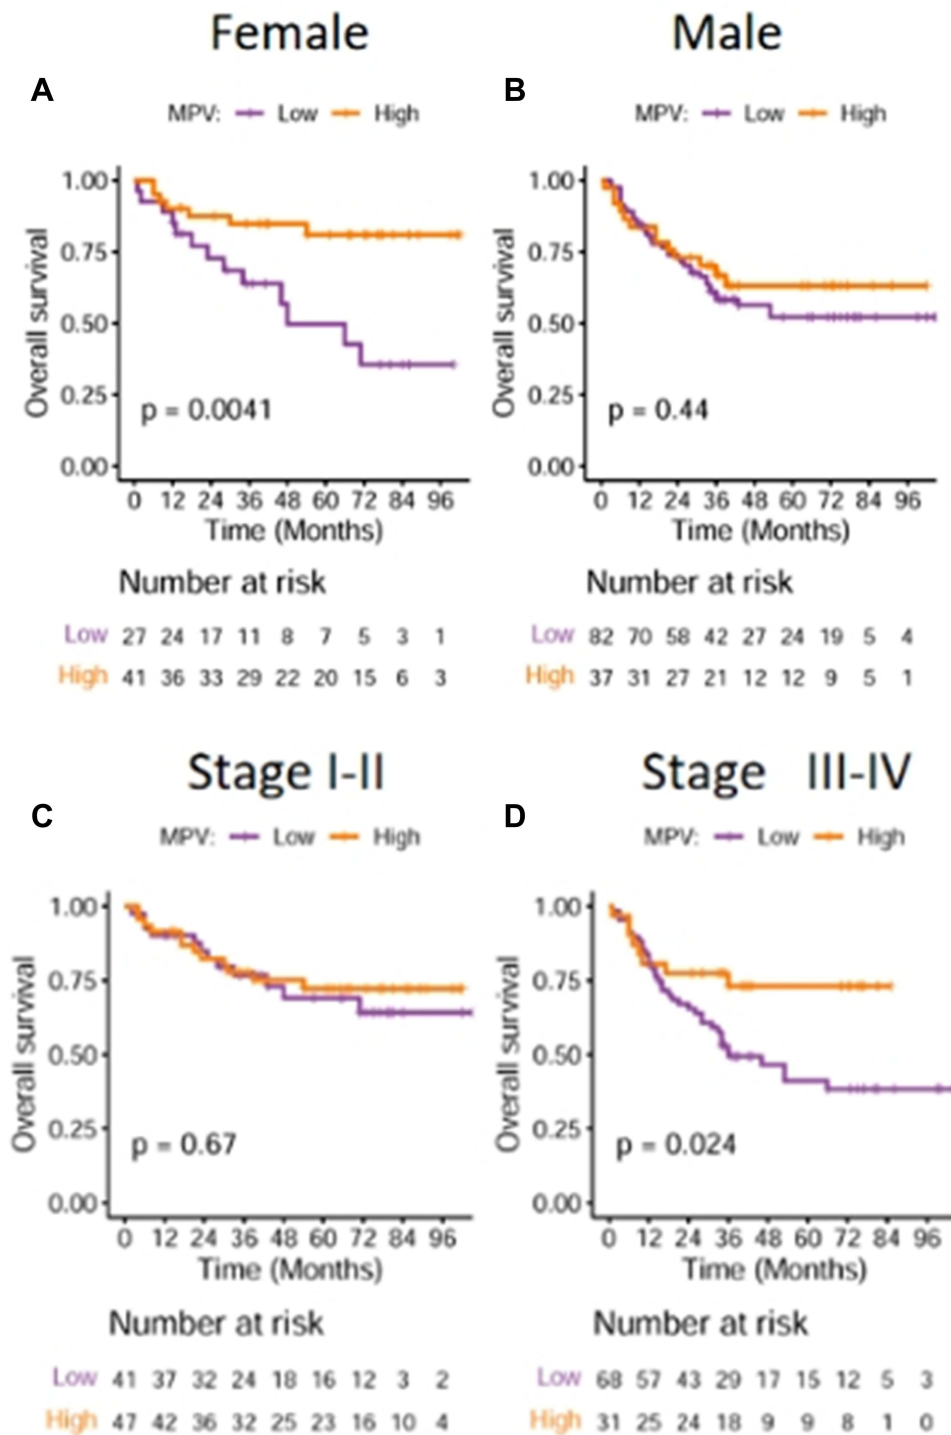 Female
Male
A
B
MPV: Low High
MPV: Low High
Overall survival
1.00
0.75
0.50
0.25
0.00
p = 0.0041
0 12 24 36 48 60 72 84 96
Time (Months)
Overall survival
1.00
0.75
0.50
0.25
0.00
p = 0.44
0 12 24 36 48 60 72 84 96
Time (Months)
Number at risk
Low 27 24 17 11 8 7 5 3 1
High 41 36 33 29 22 20 15 6 3
Number at risk
Low 82 70 58 42 27 24 19 5 4
High 37 31 27 21 12 12 9 5 1
Stage I-II
Stage III-IV
C
D
MPV: Low High
MPV: Low High
Overall survival
1.00
0.75
0.50
0.25
0.00
p = 0.67
0 12 24 36 48 60 72 84 96
Time (Months)
Overall survival
1.00
0.75
0.50
0.25
0.00
p = 0.024
0 12 24 36 48 60 72 84 96
Time (Months)
Number at risk
Low 41 37 32 24 18 16 12 3 2
High 47 42 36 32 25 23 16 10 4
Number at risk
Low 68 57 43 29 17 15 12 5 3
High 31 25 24 18 9 9 8 1 0